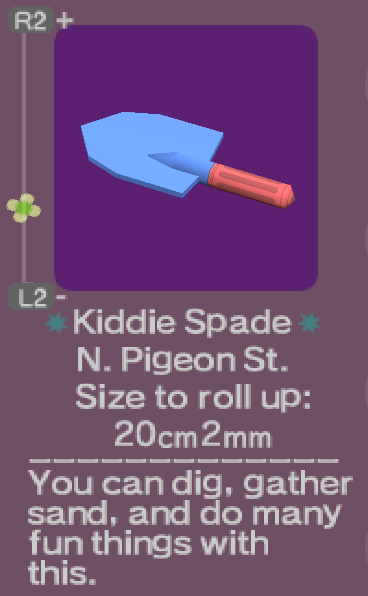 R2 +
L2 -
Kiddie Spade
N. Pigeon St.
Size to roll up:
20cm2mm
You can dig, gather
sand, and do many
fun things with
this.